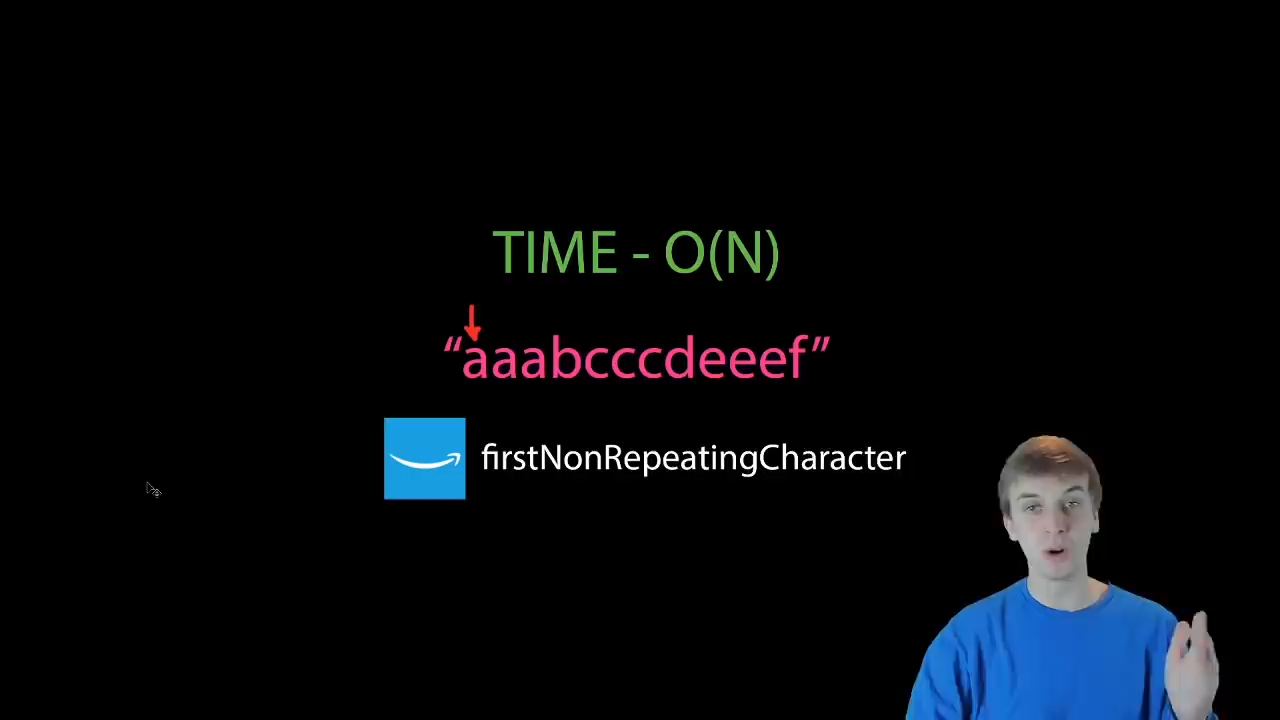 TIME - O(N)
“aaabcccdeeef”
firstNonRepeatingCharacter